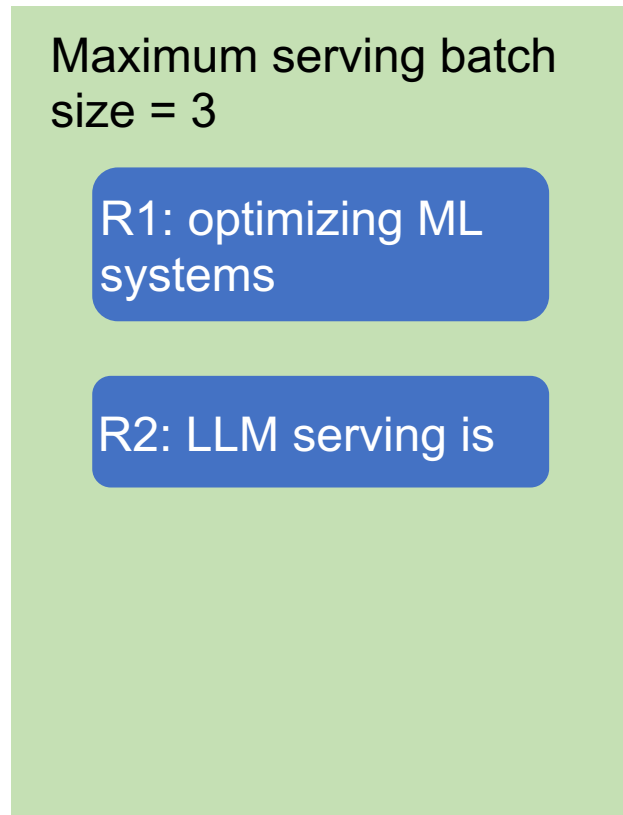 Maximum serving batch
size = 3
R1: optimizing ML
systems
R2: LLM serving is